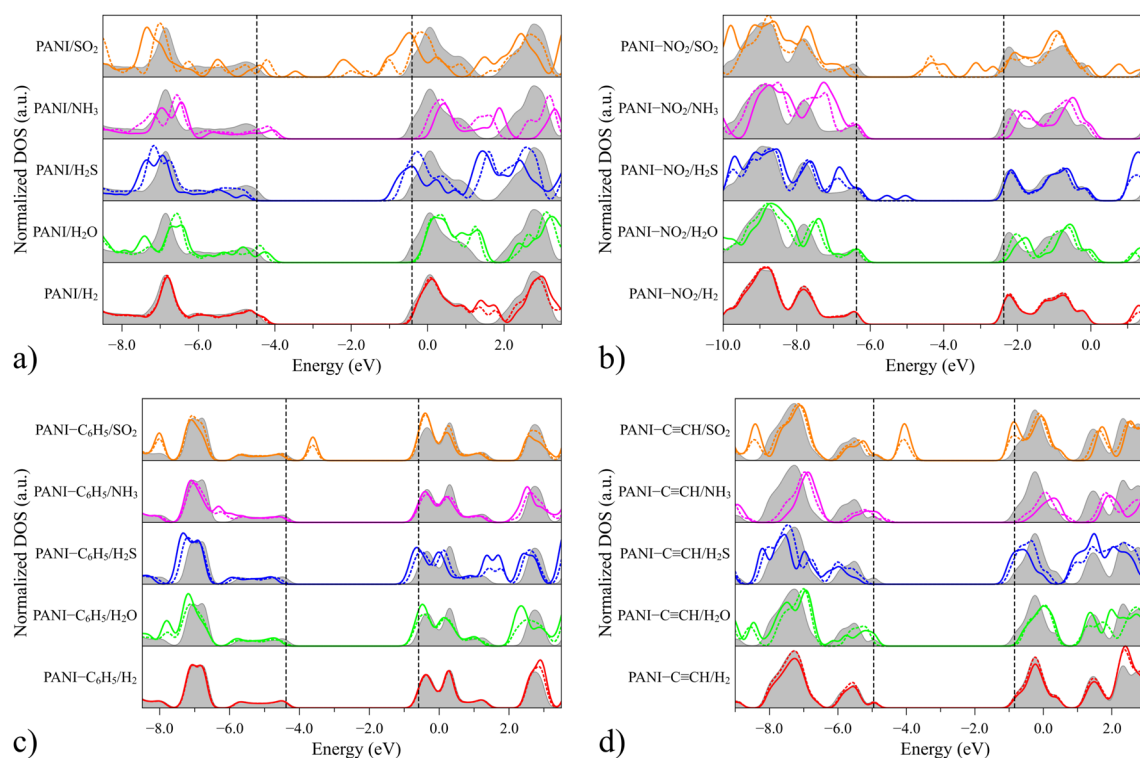 a)
Normalized DOS (a.u.)
PANI/SO₂
PANI/NH₃
PANI/H₂S
PANI/H₂O
PANI/H₂
−8.0 −6.0 −4.0 −2.0 0.0 2.0
Energy (eV)
b)
Normalized DOS (a.u.)
PANI−NO₂/SO₂
PANI−NO₂/NH₃
PANI−NO₂/H₂S
PANI−NO₂/H₂O
PANI−NO₂/H₂
−10.0 −8.0 −6.0 −4.0 −2.0 0.0
Energy (eV)
c)
Normalized DOS (a.u.)
PANI−C₆H₅/SO₂
PANI−C₆H₅/NH₃
PANI−C₆H₅/H₂S
PANI−C₆H₅/H₂O
PANI−C₆H₅/H₂
−8.0 −6.0 −4.0 −2.0 0.0 2.0
Energy (eV)
d)
Normalized DOS (a.u.)
PANI−C≡CH/SO₂
PANI−C≡CH/NH₃
PANI−C≡CH/H₂S
PANI−C≡CH/H₂O
PANI−C≡CH/H₂
−8.0 −6.0 −4.0 −2.0 0.0 2.0
Energy (eV)